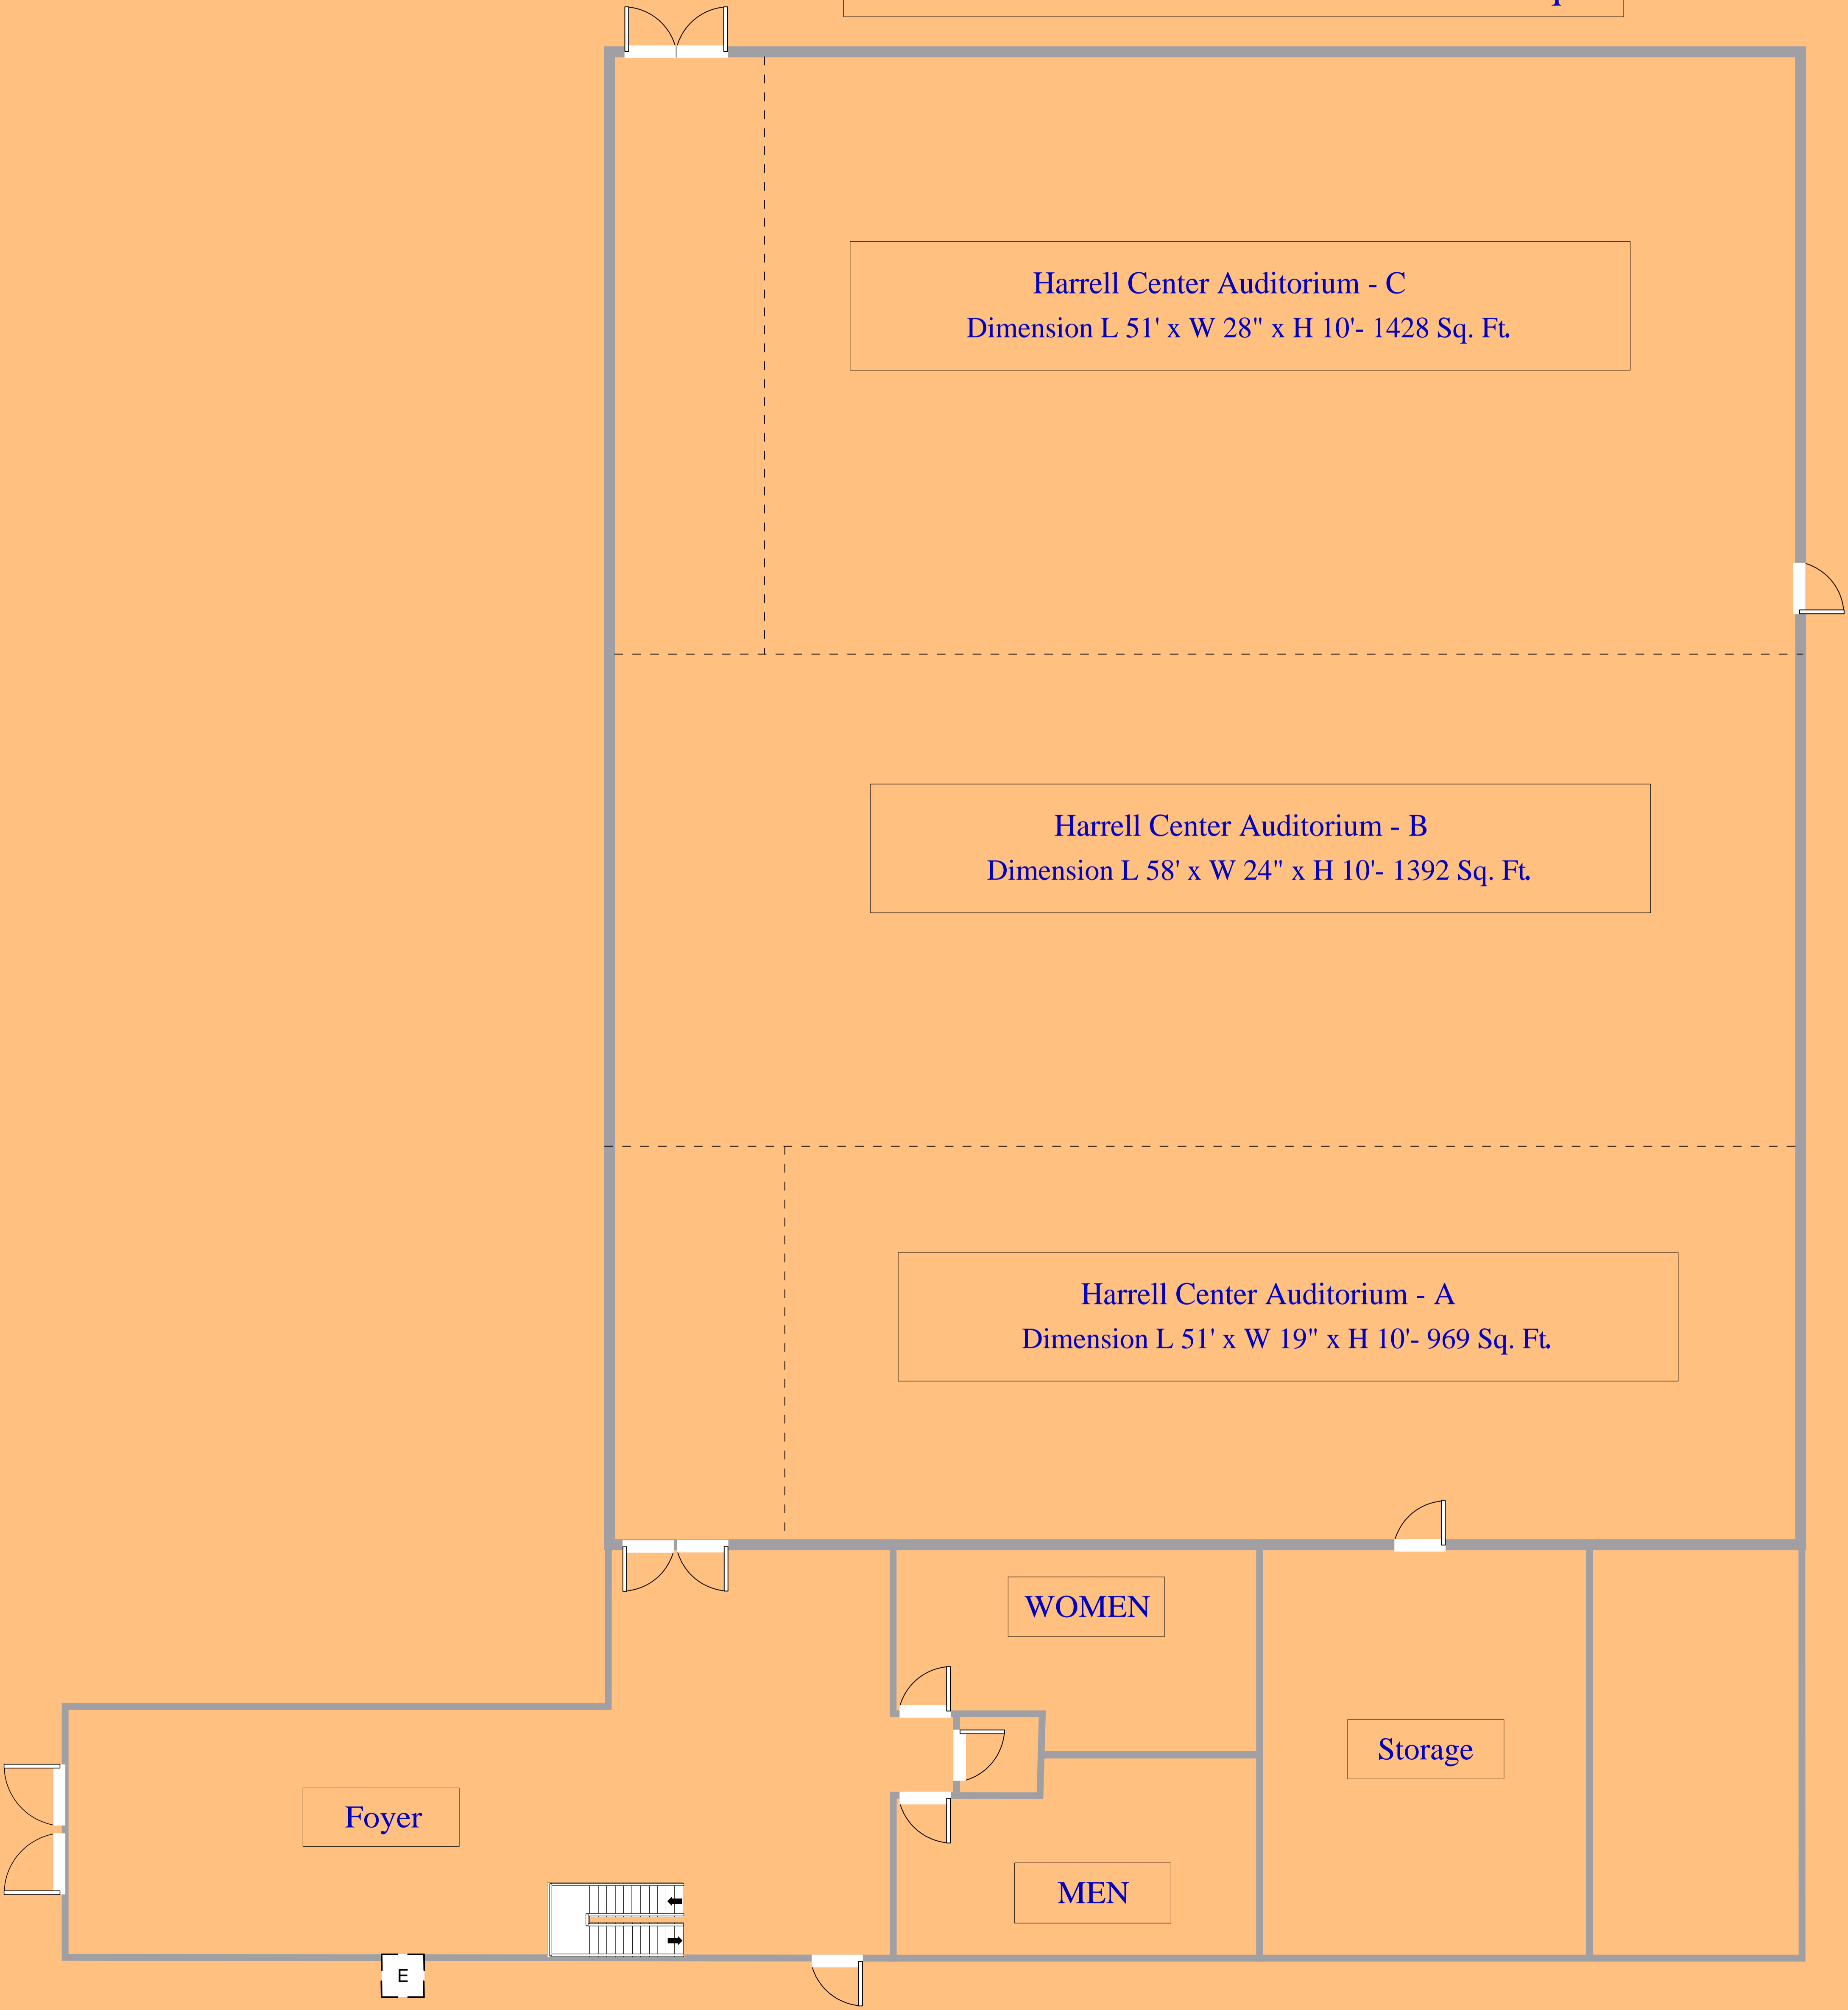 Harrell Center Auditorium - C
Dimension L 51' x W 28" x H 10'- 1428 Sq. Ft.
Harrell Center Auditorium - B
Dimension L 58' x W 24" x H 10'- 1392 Sq. Ft.
Harrell Center Auditorium - A
Dimension L 51' x W 19" x H 10'- 969 Sq. Ft.
WOMEN
Storage
Foyer
MEN
E